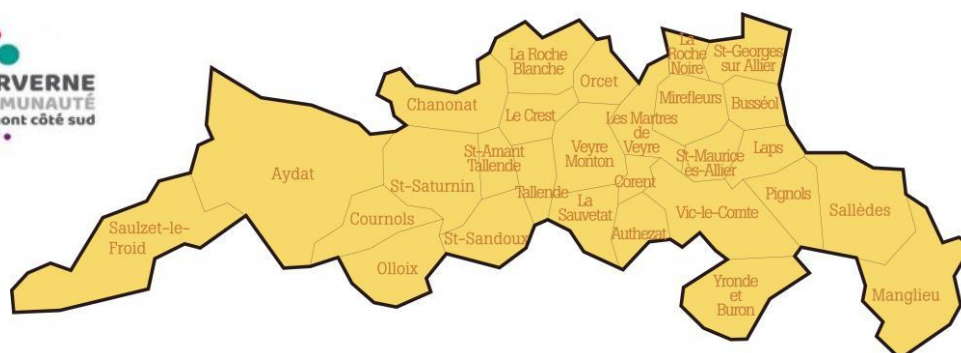 RVERNE
MUNAUTÉ
ont côté sud
La Roche
Blanche
Orcet
La
Roche
Noire
St-Georges
sur Allier
Chanonat
Le Crest
Les Martres
de
Veyre
Mirefleurs
Busséol
Aydat
St-Saturnin
St-Amant
Tallende
Veyre
Monton
St-Maurice
ès-Allier
Laps
Tallende
Corent
Pignols
Saulzet-le-
Froid
Cournols
St-Sandoux
La
Sauvetat
Authezat
Vic-le-Comte
Sallèdes
Olloix
Yronde
et
Buron
Manglieu